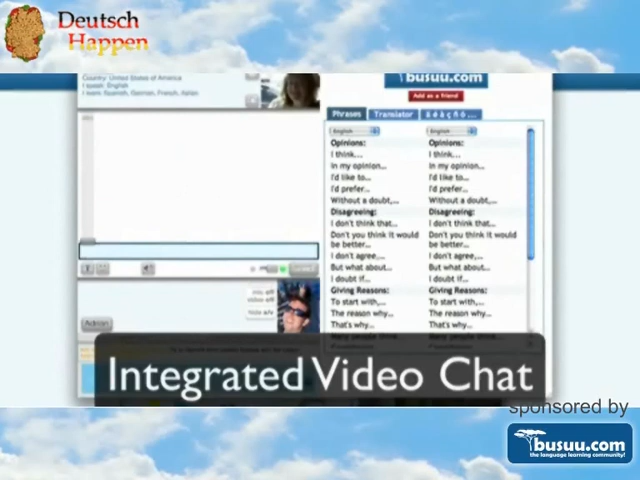 Deutsch
Happen
Country: United States of America
I speak: English
I learn: Spanish, German, French, Italian
busuu.com
Add as a friend
Phrases Translator
English English
Opinions: Opinions:
I think... I think...
In my opinion... In my opinion...
I'd like to... I'd like to...
I'd prefer... I'd prefer...
Without a doubt,... Without a doubt,...
Disagreeing: Disagreeing:
I don't think that... I don't think that...
Don't you think it would Don't you think it would
be better... be better...
I don't agree,... I don't agree,...
But what about... But what about...
I doubt if... I doubt if...
Giving Reasons: Giving Reasons:
To start with,... To start with,...
The reason why... The reason why...
That's why... That's why...
Adrian
Integrated Video Chat
sponsored by
busuu.com
the language learning community!